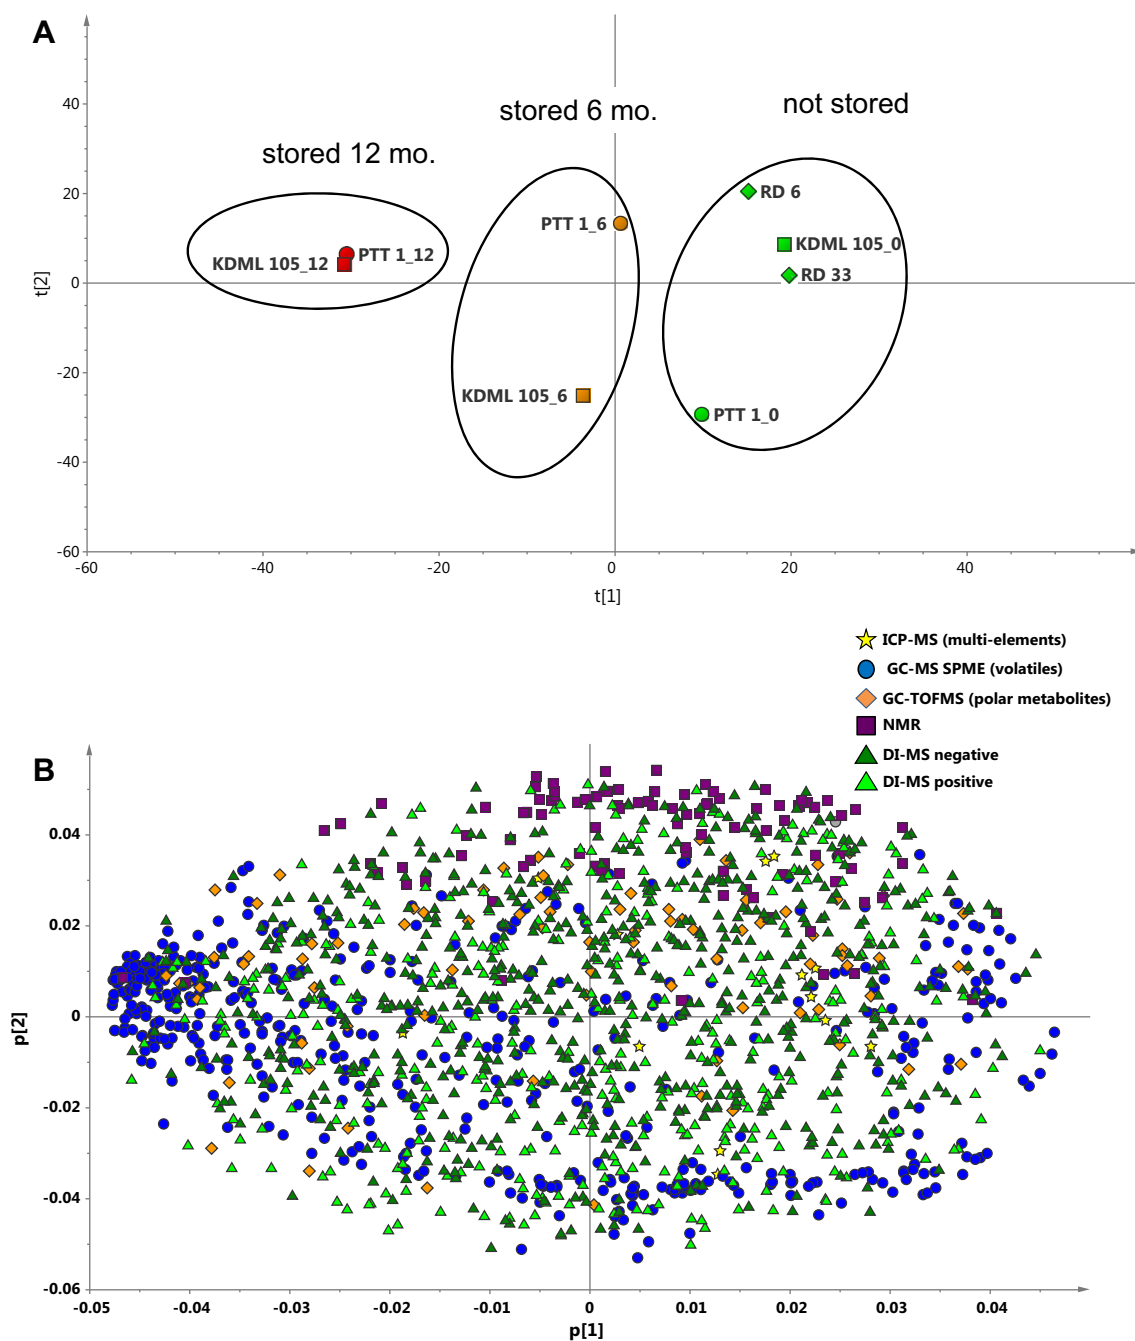 A
stored 12 mo.
stored 6 mo.
not stored
40
20
0
-20
-40
-60
t[2]
RD 6
PTT 1_6
KDML 105_0
PTT 1_12
KDML 105_12
RD 33
KDML 105_6
PTT 1_0
-60
-40
-20
0
20
40
t[1]
ICP-MS (multi-elements)
GC-MS SPME (volatiles)
GC-TOFMS (polar metabolites)
NMR
DI-MS negative
DI-MS positive
B
0.04
0.02
0
-0.02
-0.04
-0.06
p[2]
-0.05
-0.04
-0.03
-0.02
-0.01
0
0.01
0.02
0.03
0.04
p[1]